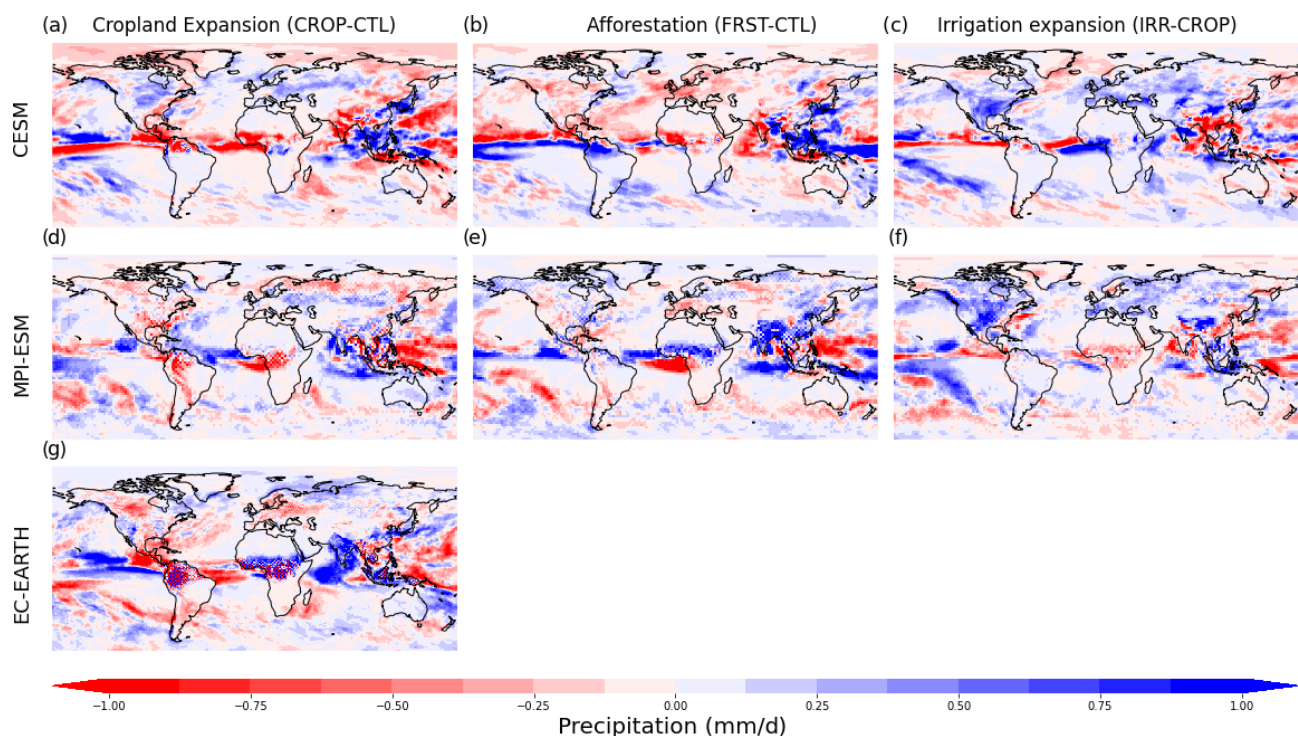 (a) Cropland Expansion (CROP-CTL)
(b) Afforestation (FRST-CTL)
(c) Irrigation expansion (IRR-CROP)
CESM
(d)
(e)
(f)
MPI-ESM
(g)
EC-EARTH
−1.00 −0.75 −0.50 −0.25 0.00 0.25 0.50 0.75 1.00
Precipitation (mm/d)